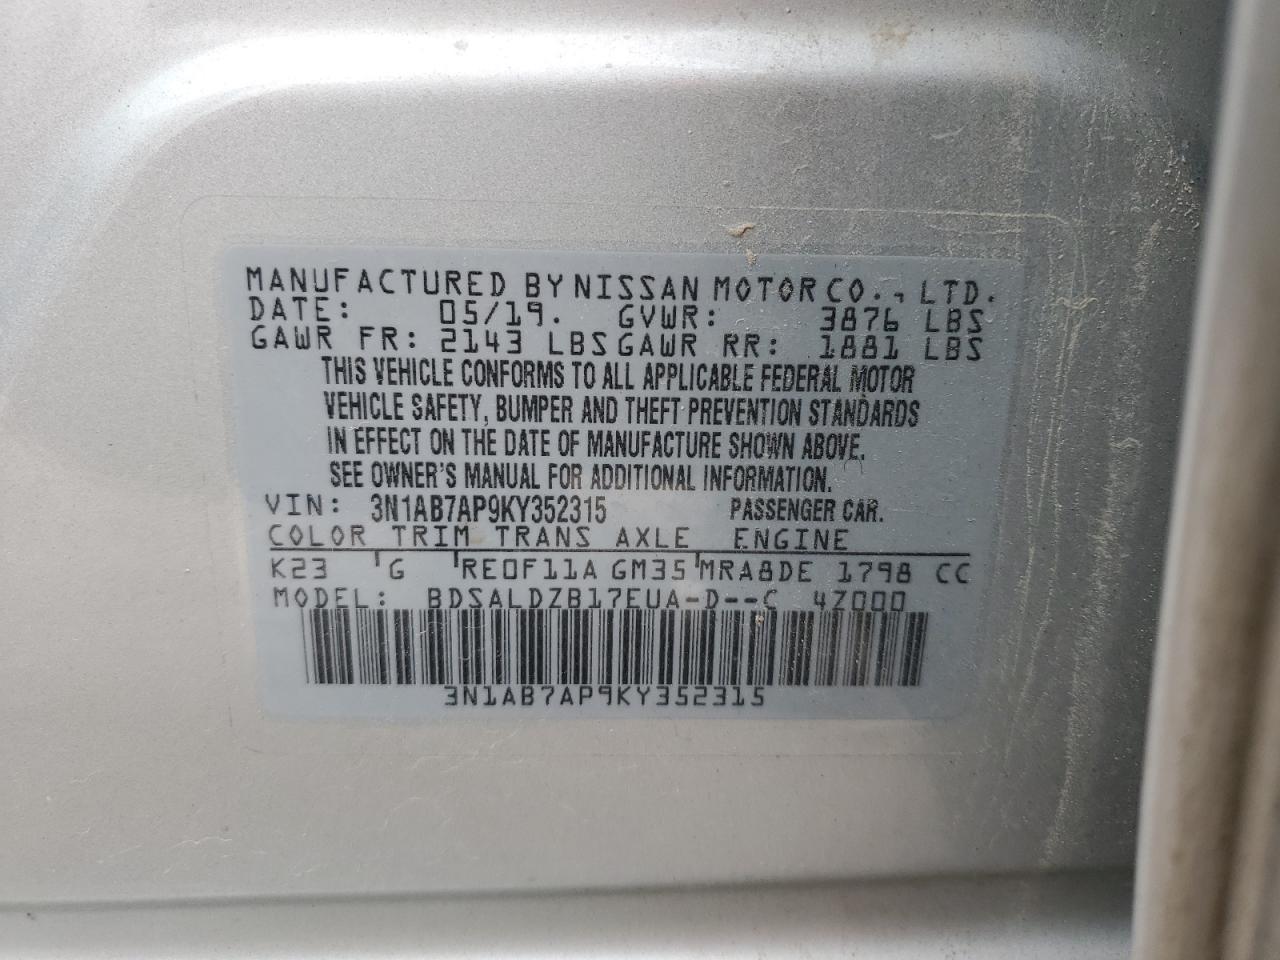 MANUFACTURED BY NISSAN MOTOR CO., LTD.
DATE: 05/19. GVWR: 3876 LBS
GAWR FR: 2143 LBS GAWR RR: 1881 LBS
THIS VEHICLE CONFORMS TO ALL APPLICABLE FEDERAL MOTOR
VEHICLE SAFETY, BUMPER AND THEFT PREVENTION STANDARDS
IN EFFECT ON THE DATE OF MANUFACTURE SHOWN ABOVE.
SEE OWNER'S MANUAL FOR ADDITIONAL INFORMATION.
VIN: 3N1AB7AP9KY352315 PASSENGER CAR.
COLOR TRIM TRANS AXLE ENGINE
K23 G RE0F11A GM35 MRA8DE 1798 CC
MODEL: BDSALDZB17EUA-D--C 4Z000
3N1AB7AP9KY352315